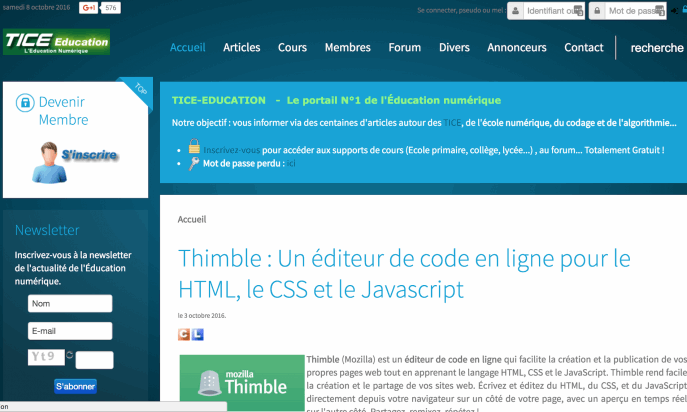 samedi 8 octobre 2016
G+1 576
Se connecter, pseudo ou mel
Identifiant ou
Mot de pass
TICE Education
L'Education Numérique
Accueil Articles Cours Membres Forum Divers Annonceurs Contact recherche
TOP
Devenir
Membre
S'inscrire
TICE-EDUCATION - Le portail N°1 de l'Éducation numérique
Notre objectif : vous informer via des centaines d'articles autour des TICE, de l'école numérique, du codage et de l'algorithmie...
Inscrivez-vous pour accéder aux supports de cours (Ecole primaire, collège, lycée...) , au forum... Totalement Gratuit !
Mot de passe perdu : ici
Newsletter
Inscrivez-vous à la newsletter
de l'actualité de l'Éducation
numérique.
Nom
E-mail
Yt9
S'abonner
on
Accueil
Thimble : Un éditeur de code en ligne pour le
HTML, le CSS et le Javascript
le 3 octobre 2016.
C L
mozilla
Thimble
Thimble (Mozilla) est un éditeur de code en ligne qui facilite la création et la publication de vos
propres pages web tout en apprenant le langage HTML, CSS et le JavaScript. Thimble rend facile
la création et le partage de vos sites web. Écrivez et éditez du HTML, du CSS, et du JavaScript
directement depuis votre navigateur sur un côté de votre page, avec un aperçu en temps réel
sur l'autre côté. Partagez, remixez, répétez !